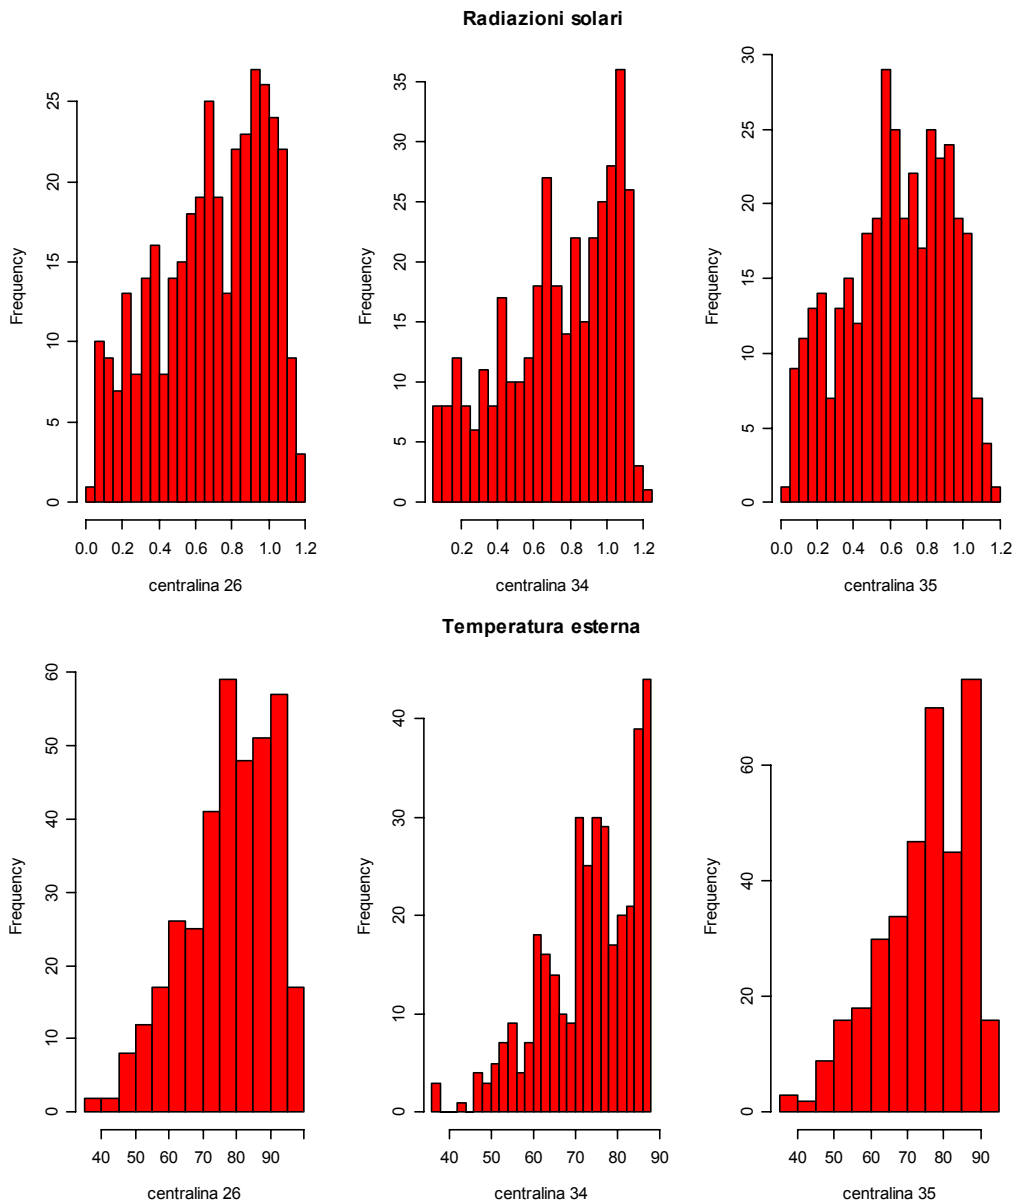 Radiazioni solari
Frequency
0 5 10 15 20 25
0.0 0.2 0.4 0.6 0.8 1.0 1.2
centralina 26
Frequency
0 5 10 15 20 25 30 35
0.2 0.4 0.6 0.8 1.0 1.2
centralina 34
Frequency
0 5 10 15 20 25 30
0.0 0.2 0.4 0.6 0.8 1.0 1.2
centralina 35
Temperatura esterna
Frequency
0 10 20 30 40 50 60
40 50 60 70 80 90
centralina 26
Frequency
0 10 20 30 40
40 50 60 70 80 90
centralina 34
Frequency
0 20 40 60
40 50 60 70 80 90
centralina 35